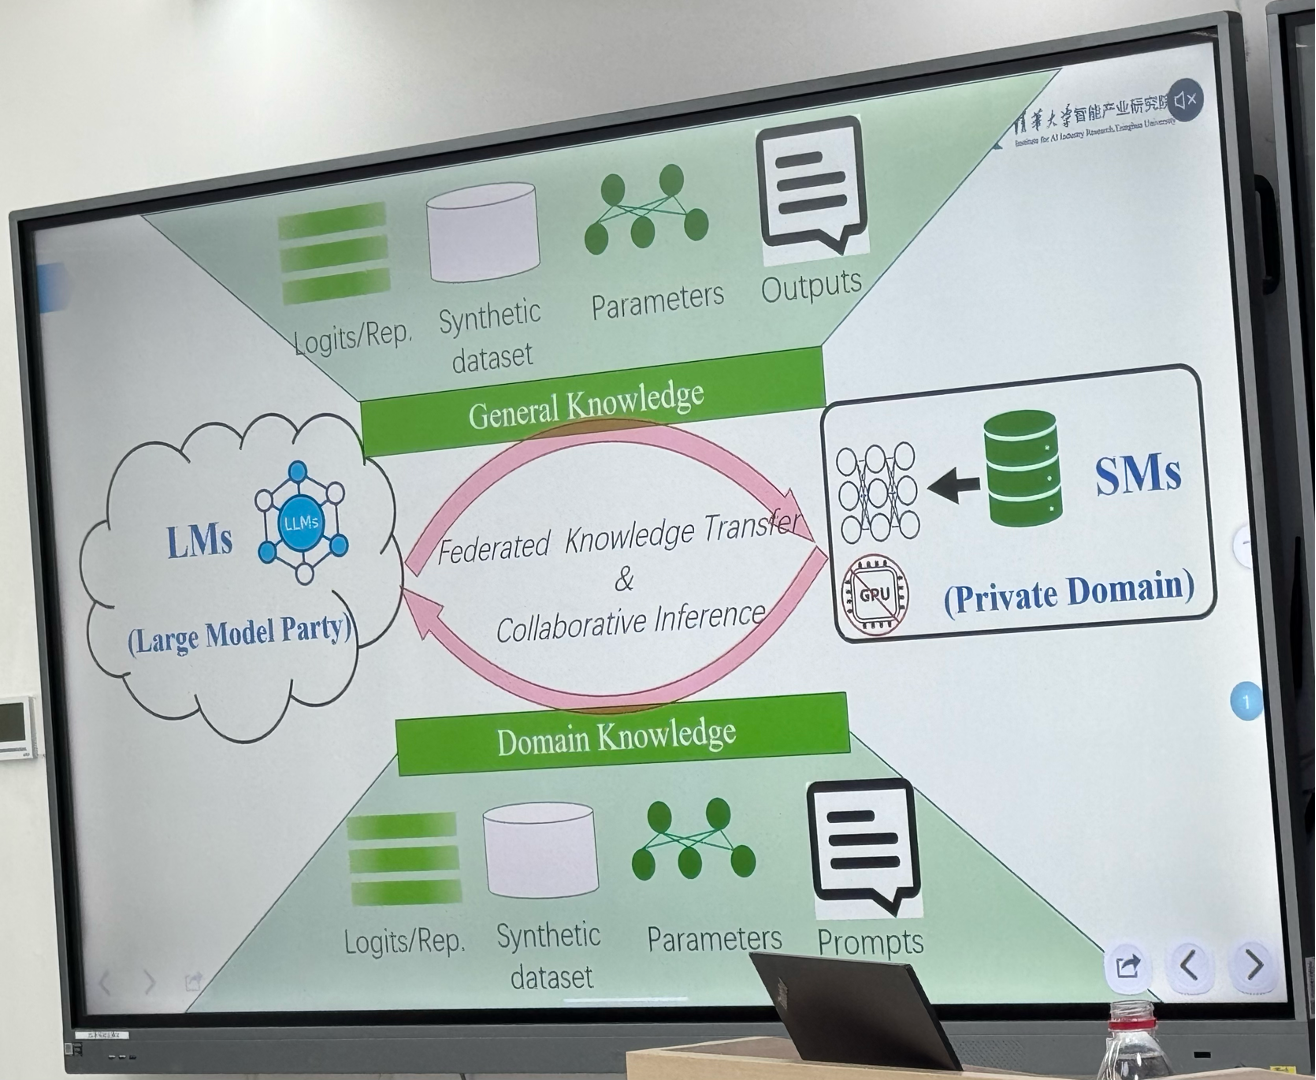 清华大学智能产业研究院
Institute for AI Industry Research, Tsinghua University
Logits/Rep.
Synthetic
dataset
Parameters
Outputs
General Knowledge
LMs
LLMs
(Large Model Party)
Federated Knowledge Transfer
&
Collaborative Inference
SMs
GPU
(Private Domain)
1
Domain Knowledge
Logits/Rep.
Synthetic
dataset
Parameters
Prompts